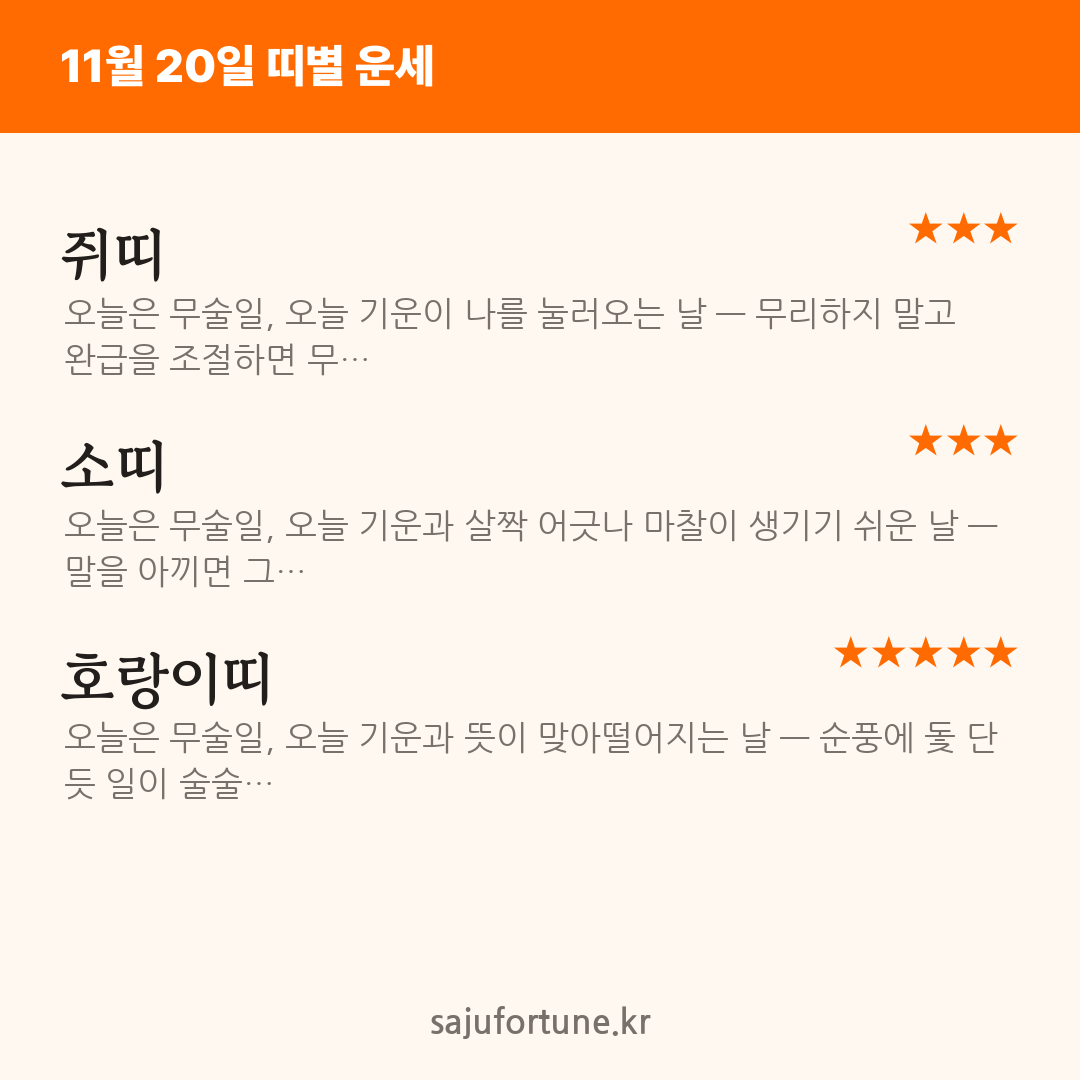 11월 20일 띠별 운세
쥐띠
★★★
오늘은 무술일, 오늘 기운이 나를 눌러오는 날 — 무리하지 말고
완급을 조절하면 무…
소띠
★★★
오늘은 무술일, 오늘 기운과 살짝 어긋나 마찰이 생기기 쉬운 날 —
말을 아끼면 그…
호랑이띠
★★★★★
오늘은 무술일, 오늘 기운과 뜻이 맞아떨어지는 날 — 순풍에 돛 단
듯 일이 술술…
sajufortune.kr